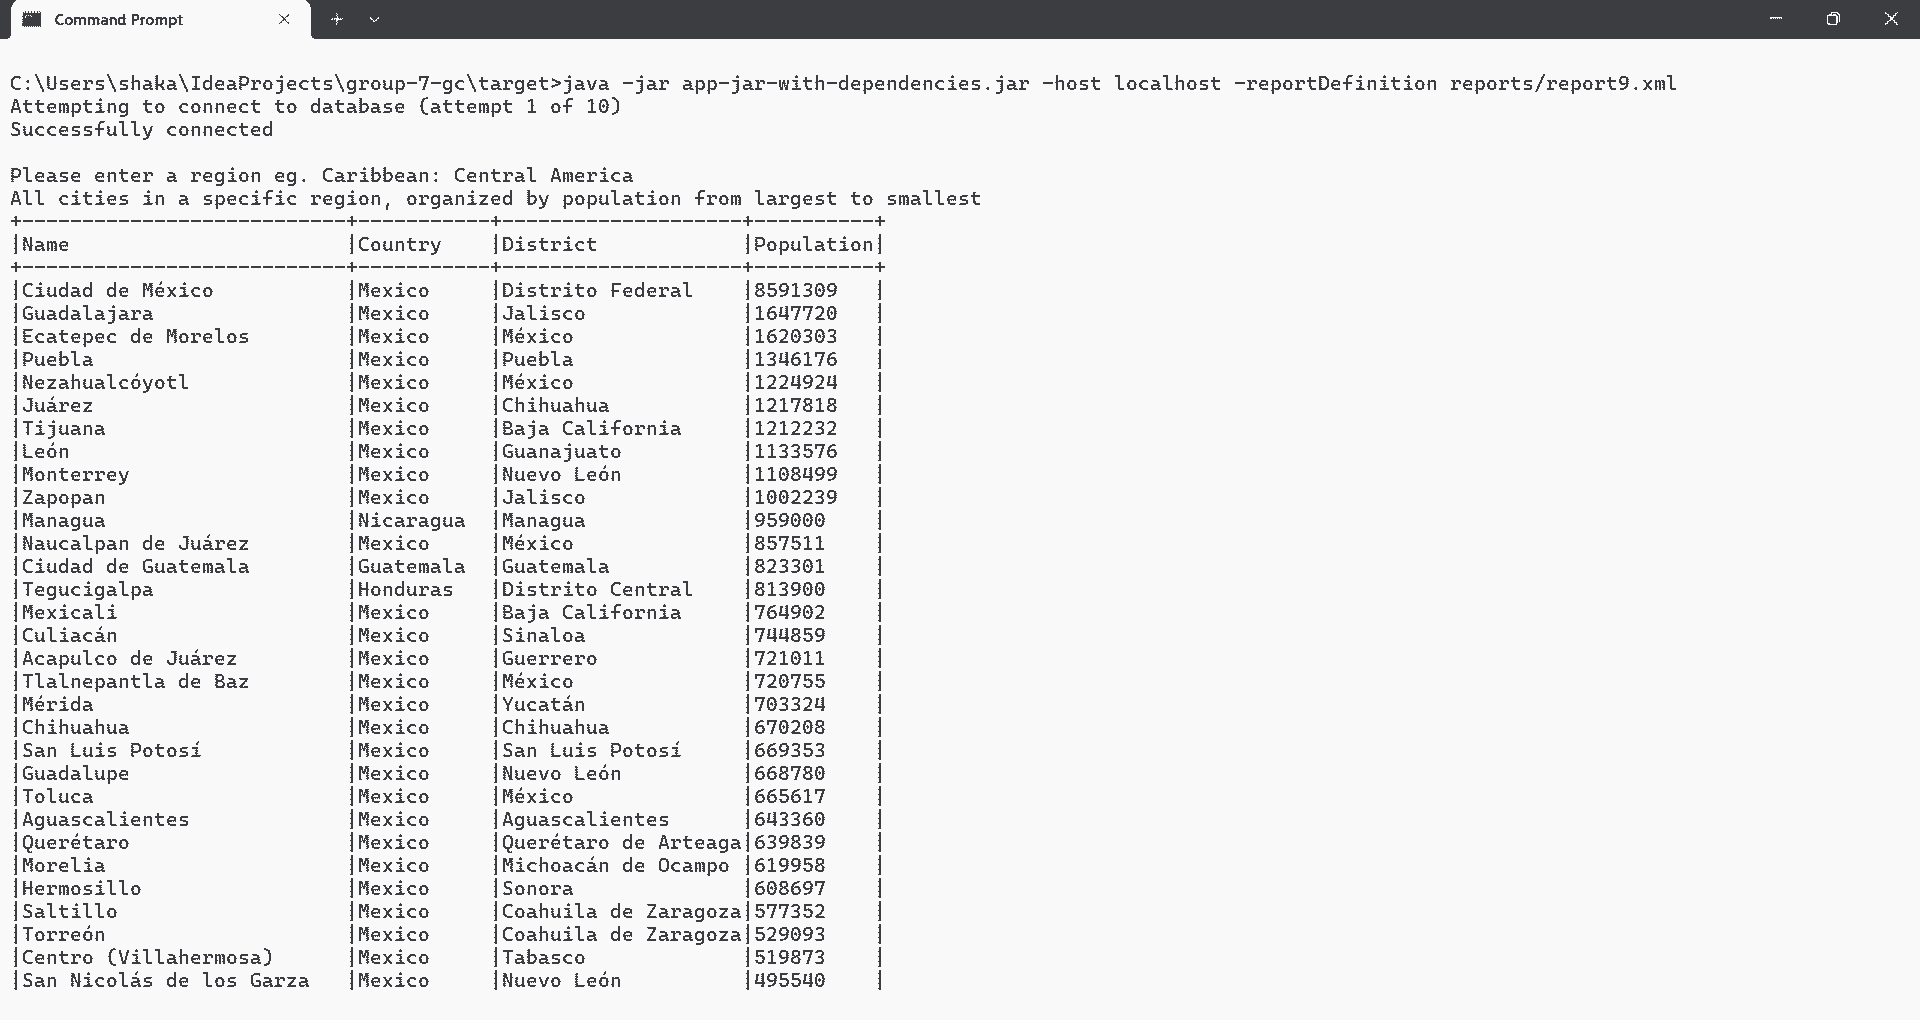 Command Prompt
C:\Users\shaka\IdeaProjects\group-7-gc\target>java -jar app-jar-with-dependencies.jar -host localhost -reportDefinition reports/report9.xml
Attempting to connect to database (attempt 1 of 10)
Successfully connected
Please enter a region eg. Caribbean: Central America
All cities in a specific region, organized by population from largest to smallest
+---------------------------+-----------+--------------------+----------+
|Name                       |Country    |District            |Population|
+---------------------------+-----------+--------------------+----------+
|Ciudad de México           |Mexico     |Distrito Federal    |8591309   |
|Guadalajara                |Mexico     |Jalisco             |1647720   |
|Ecatepec de Morelos        |Mexico     |México              |1620303   |
|Puebla                     |Mexico     |Puebla              |1346176   |
|Nezahualcóyotl             |Mexico     |México              |1224924   |
|Juárez                     |Mexico     |Chihuahua           |1217818   |
|Tijuana                    |Mexico     |Baja California     |1212232   |
|León                       |Mexico     |Guanajuato          |1133576   |
|Monterrey                  |Mexico     |Nuevo León          |1108499   |
|Zapopan                    |Mexico     |Jalisco             |1002239   |
|Managua                    |Nicaragua  |Managua             |959000    |
|Naucalpan de Juárez        |Mexico     |México              |857511    |
|Ciudad de Guatemala        |Guatemala  |Guatemala           |823301    |
|Tegucigalpa                |Honduras   |Distrito Central    |813900    |
|Mexicali                   |Mexico     |Baja California     |764902    |
|Culiacán                   |Mexico     |Sinaloa             |744859    |
|Acapulco de Juárez         |Mexico     |Guerrero            |721011    |
|Tlalnepantla de Baz        |Mexico     |México              |720755    |
|Mérida                     |Mexico     |Yucatán             |703324    |
|Chihuahua                  |Mexico     |Chihuahua           |670208    |
|San Luis Potosí            |Mexico     |San Luis Potosí     |669353    |
|Guadalupe                  |Mexico     |Nuevo León          |668780    |
|Toluca                     |Mexico     |México              |665617    |
|Aguascalientes             |Mexico     |Aguascalientes      |643360    |
|Querétaro                  |Mexico     |Querétaro de Arteaga|639839    |
|Morelia                    |Mexico     |Michoacán de Ocampo |619958    |
|Hermosillo                 |Mexico     |Sonora              |608697    |
|Saltillo                   |Mexico     |Coahuila de Zaragoza|577352    |
|Torreón                    |Mexico     |Coahuila de Zaragoza|529093    |
|Centro (Villahermosa)      |Mexico     |Tabasco             |519873    |
|San Nicolás de los Garza   |Mexico     |Nuevo León          |495540    |